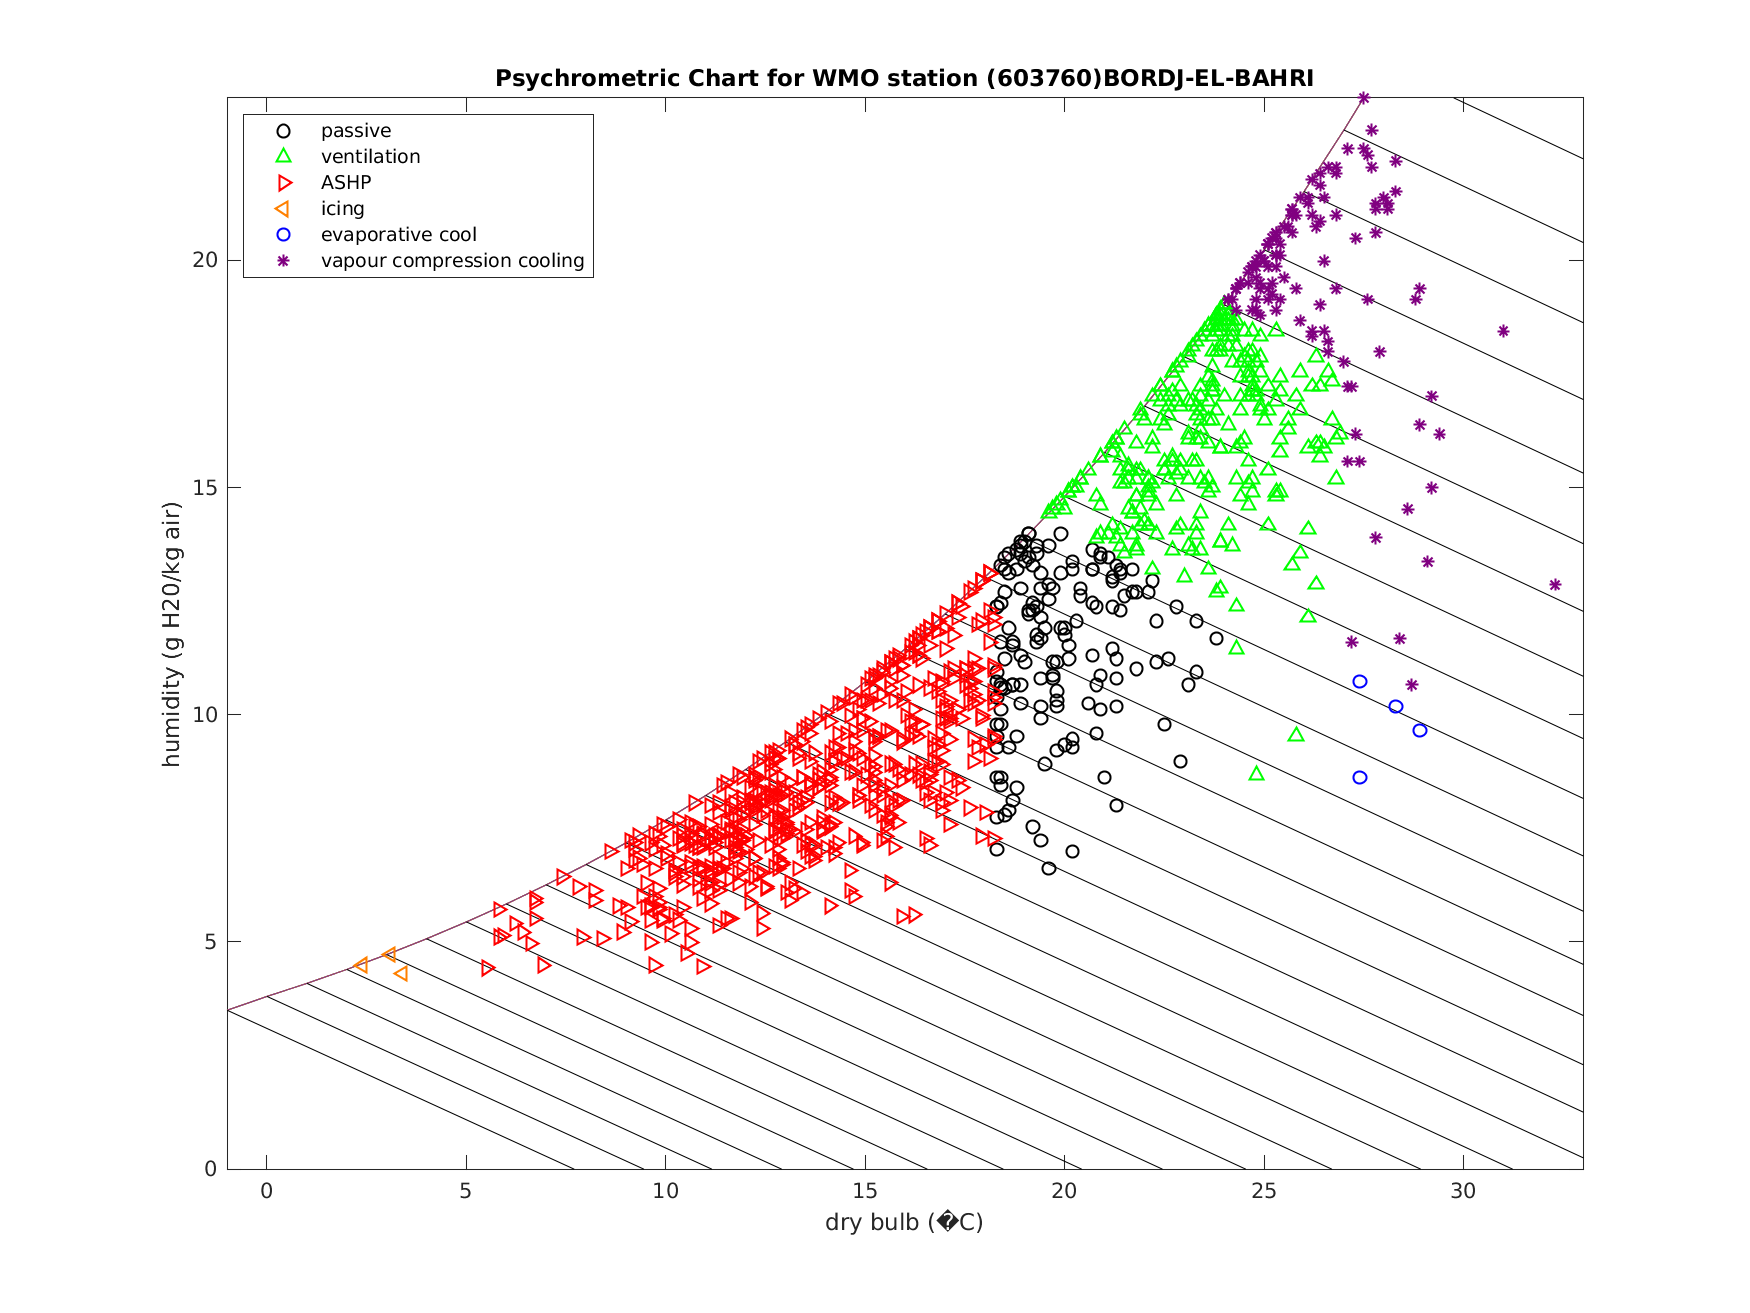 Psychrometric Chart for WMO station (603760)BORDJ-EL-BAHRI
passive
ventilation
ASHP
icing
evaporative cool
vapour compression cooling
humidity (g H20/kg air)
20
15
10
5
0
0 5 10 15 20 25 30
dry bulb (�C)